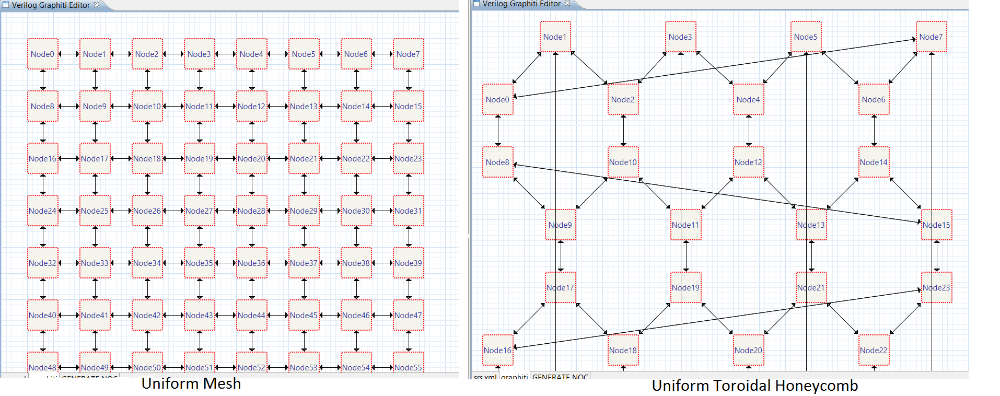 Verilog Graphiti Editor
Node0 Node1 Node2 Node3 Node4 Node5 Node6 Node7
Node8 Node9 Node10 Node11 Node12 Node13 Node14 Node15
Node16 Node17 Node18 Node19 Node20 Node21 Node22 Node23
Node24 Node25 Node26 Node27 Node28 Node29 Node30 Node31
Node32 Node33 Node34 Node35 Node36 Node37 Node38 Node39
Node40 Node41 Node42 Node43 Node44 Node45 Node46 Node47
Node48 Node49 Node50 Node51 Node52 Node53 Node54 Node55
GENERATE NOC
Uniform Mesh
Verilog Graphiti Editor
Node1 Node3 Node5 Node7
Node0 Node2 Node4 Node6
Node8 Node10 Node12 Node14
Node9 Node11 Node13 Node15
Node17 Node19 Node21 Node23
Node16 Node18 Node20 Node22
srs.xml graphiti GENERATE NOC
Uniform Toroidal Honeycomb